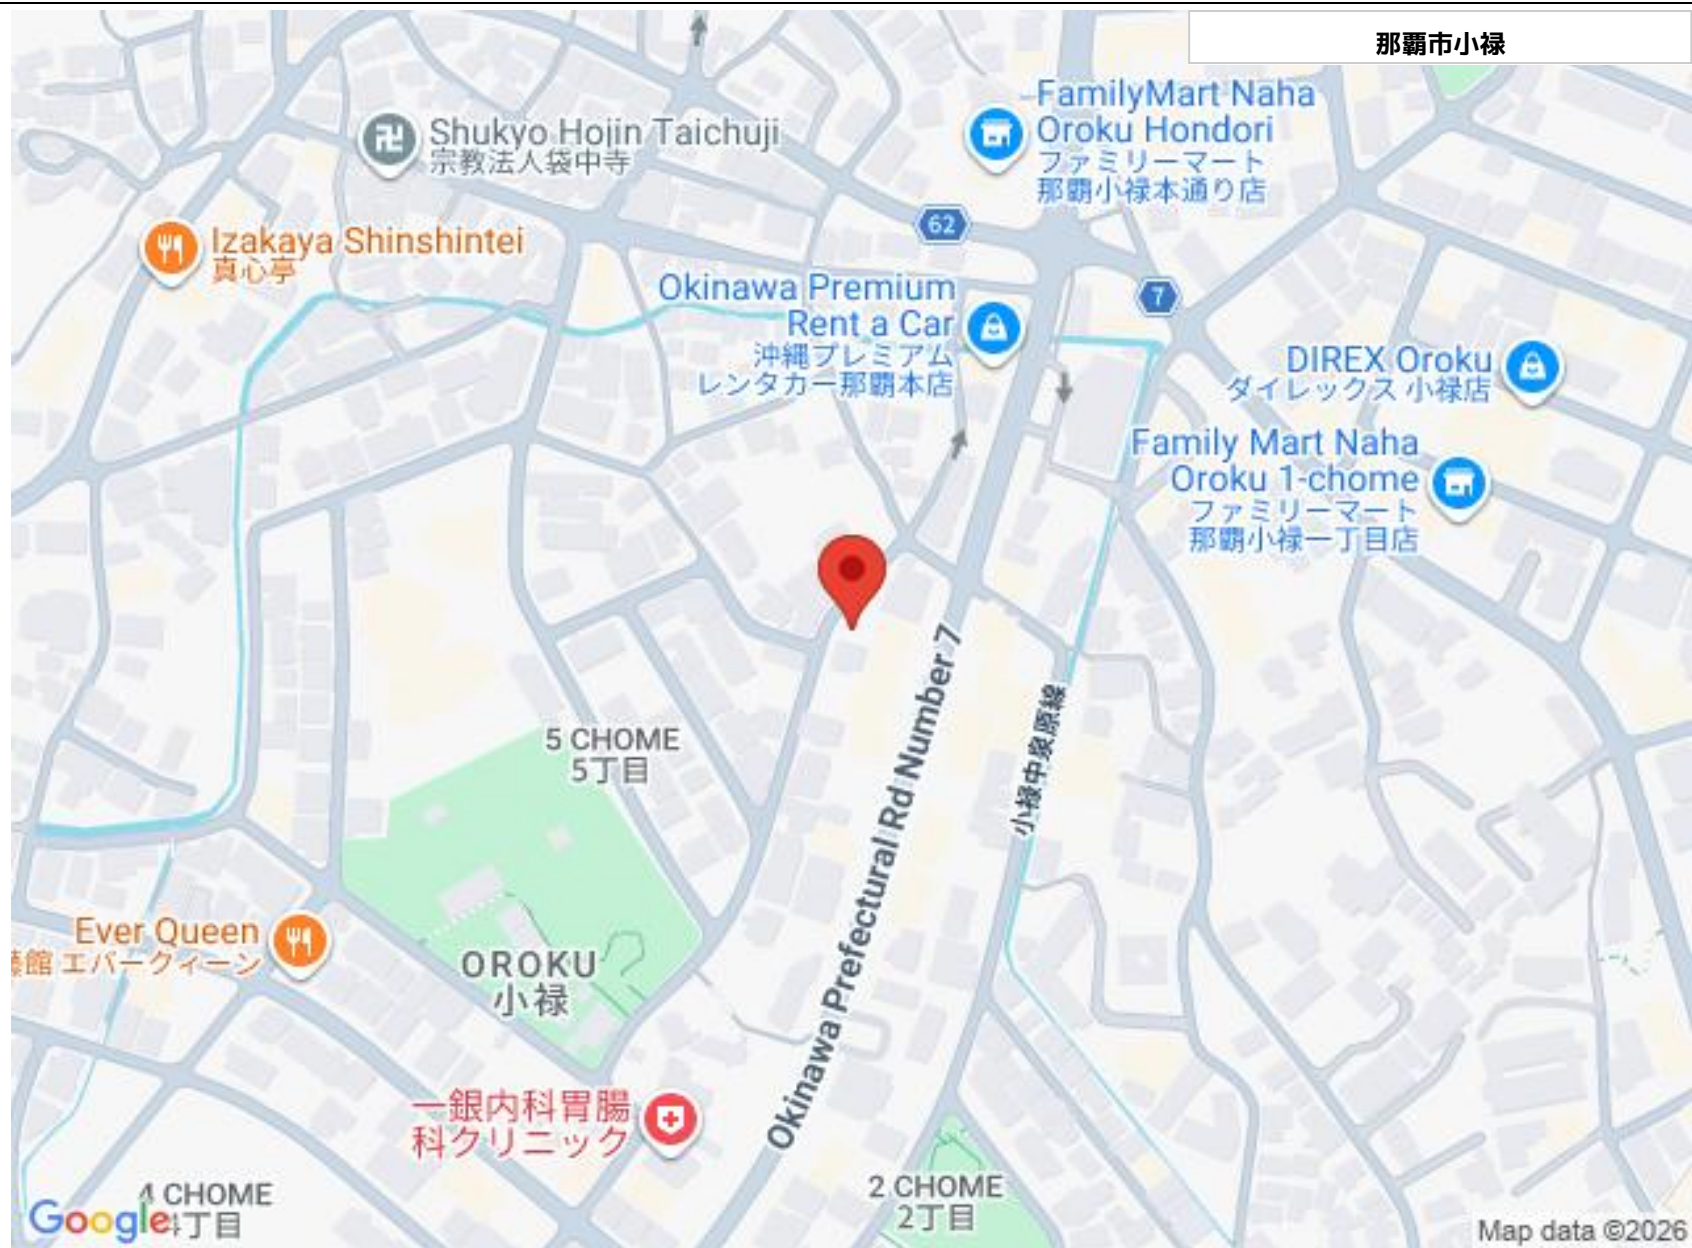 那覇市小禄
FamilyMart Naha
Oroku Hondori
ファミリーマート
那覇小禄本通り店
Shukyo Hojin Taichuji
宗教法人袋中寺
62
Izakaya Shinshintei
真心亭
7
Okinawa Premium
Rent a Car
沖縄プレミアム
レンタカー那覇本店
DIREX Oroku
ダイレックス 小禄店
Family Mart Naha
Oroku 1-chome
ファミリーマート
那覇小禄一丁目店
Okinawa Prefectural Rd Number 7
小禄中泉原線
5 CHOME
5丁目
Ever Queen
館 エバークィーン
OROKU
小禄
一銀内科胃腸
科クリニック
4 CHOME
4丁目
2 CHOME
2丁目
Google
Map data ©2026